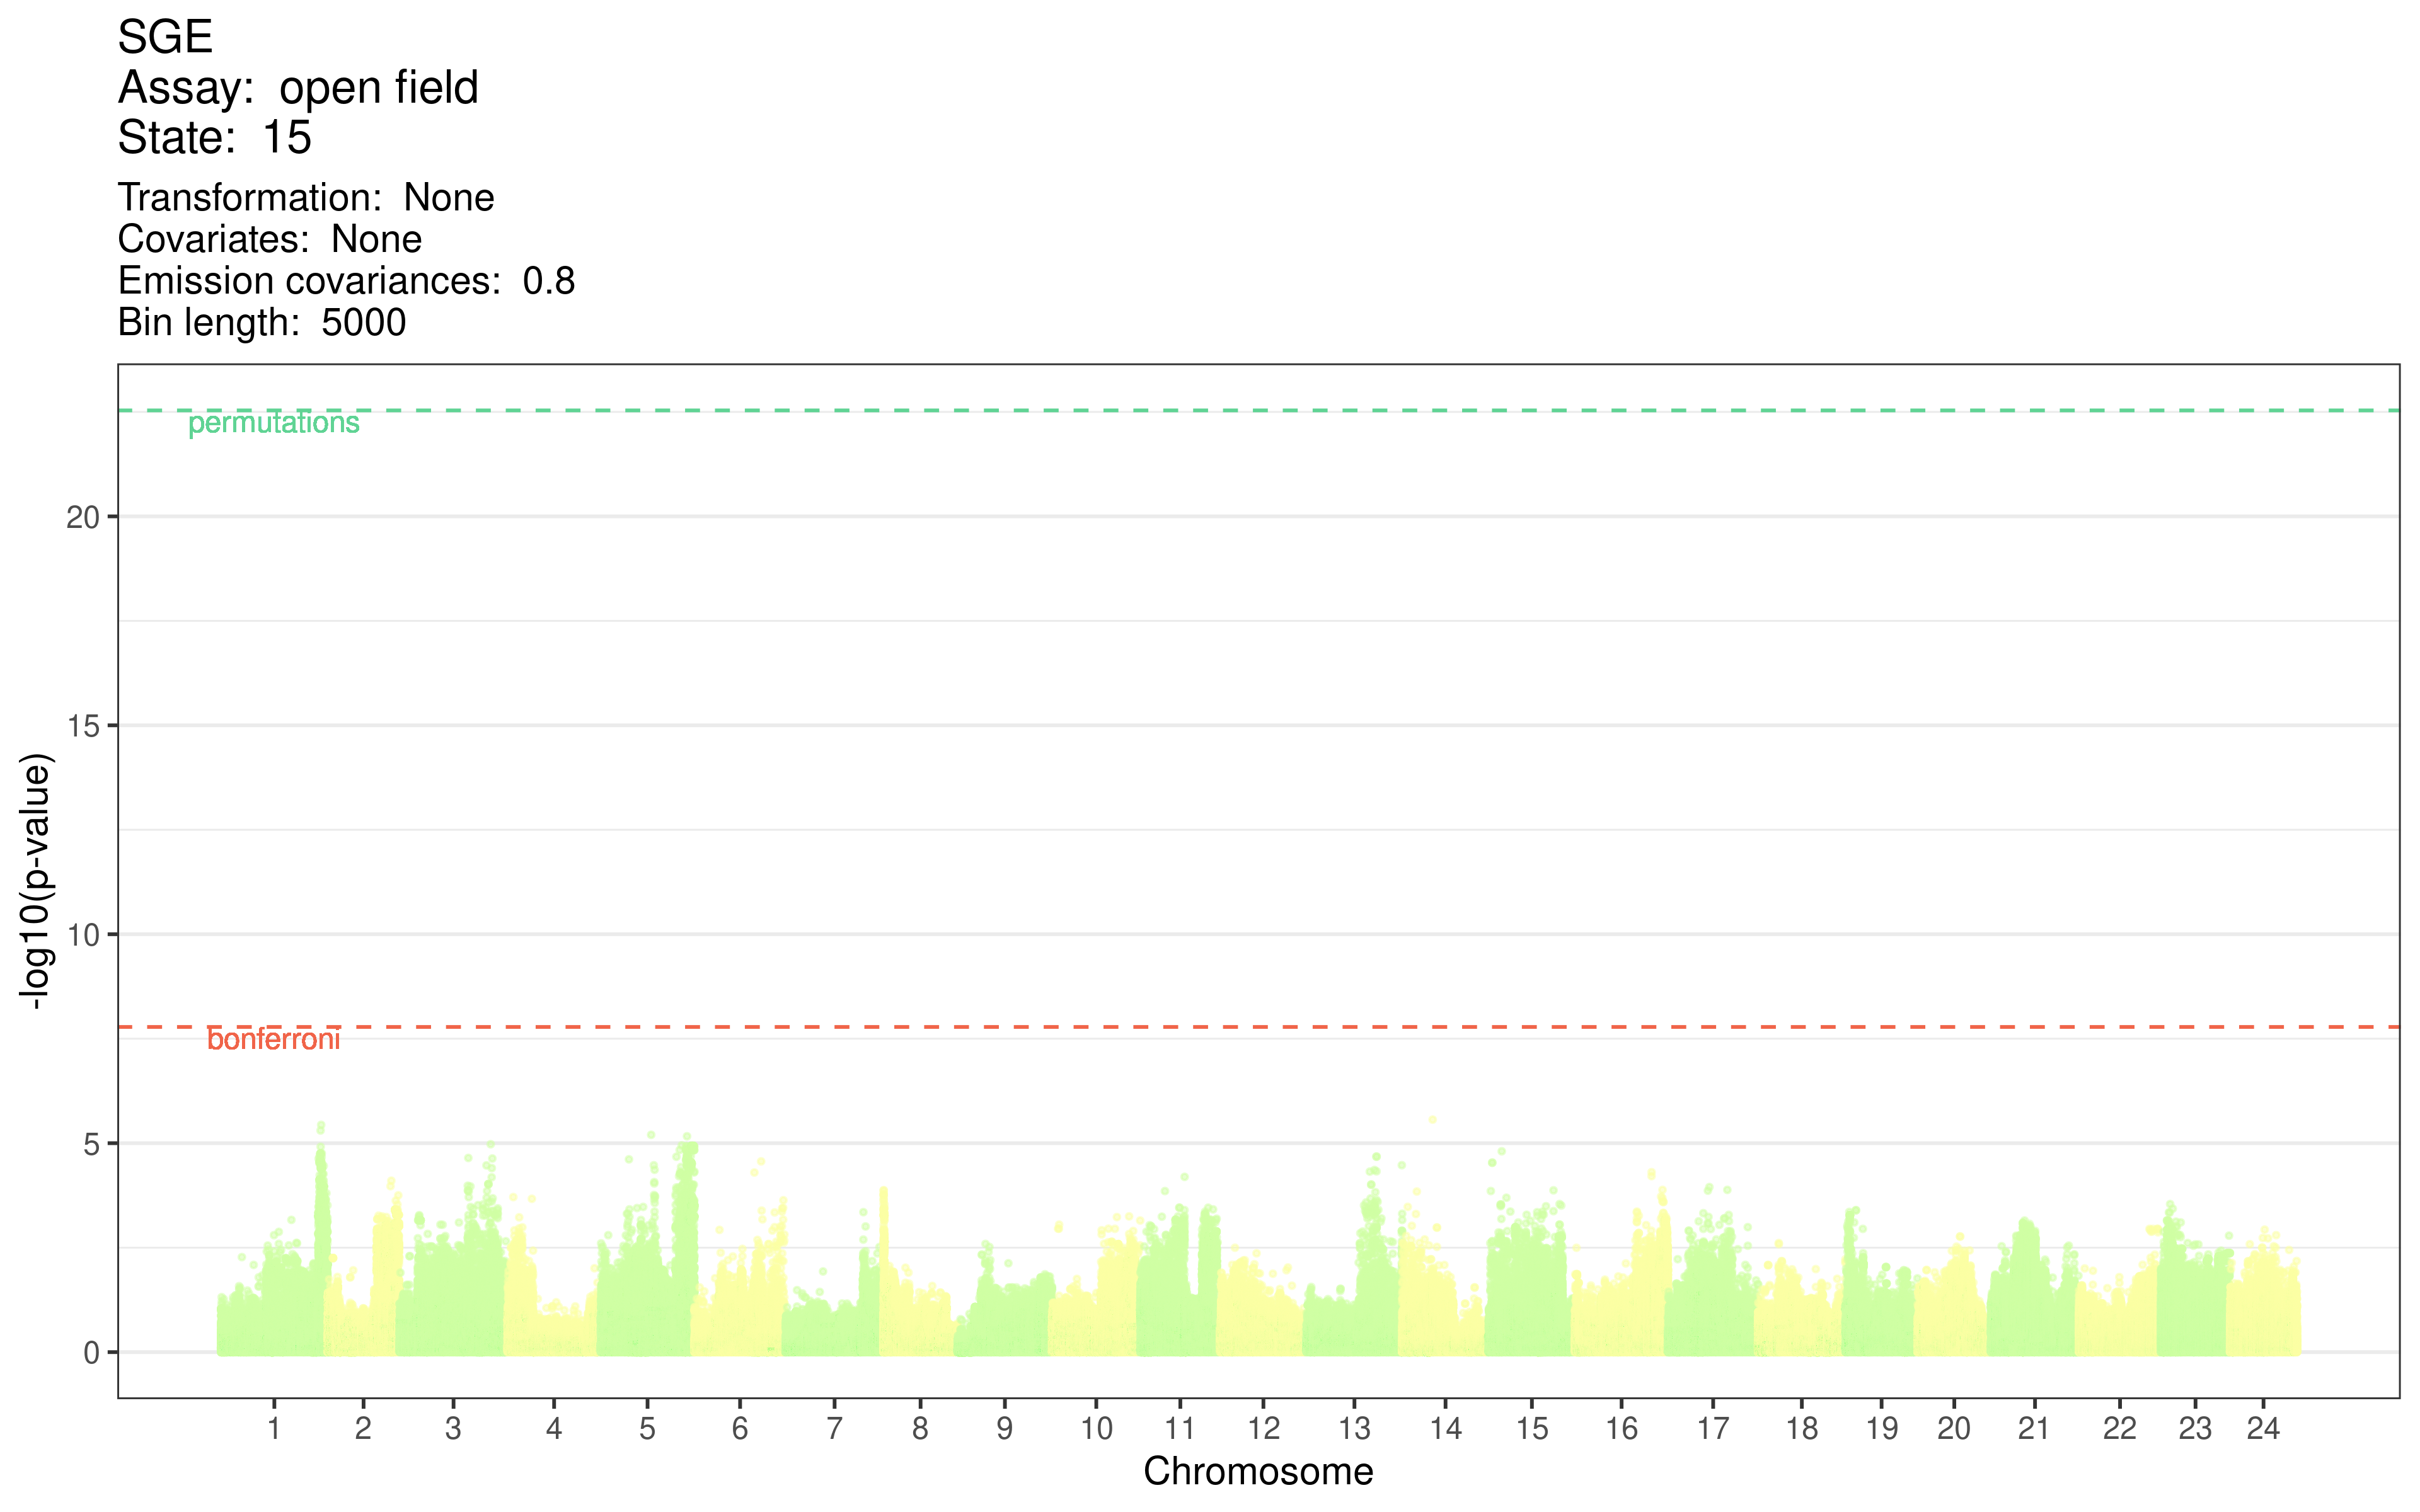 SGE
Assay:  open field
State:  15
Transformation:  None
Covariates:  None
Emission covariances:  0.8
Bin length:  5000
permutations
20
15
-log10(p-value)
10
bonferroni
5
0
1 2 3 4 5 6 7 8 9 10 11 12 13 14 15 16 17 18 19 20 21 22 23 24
Chromosome